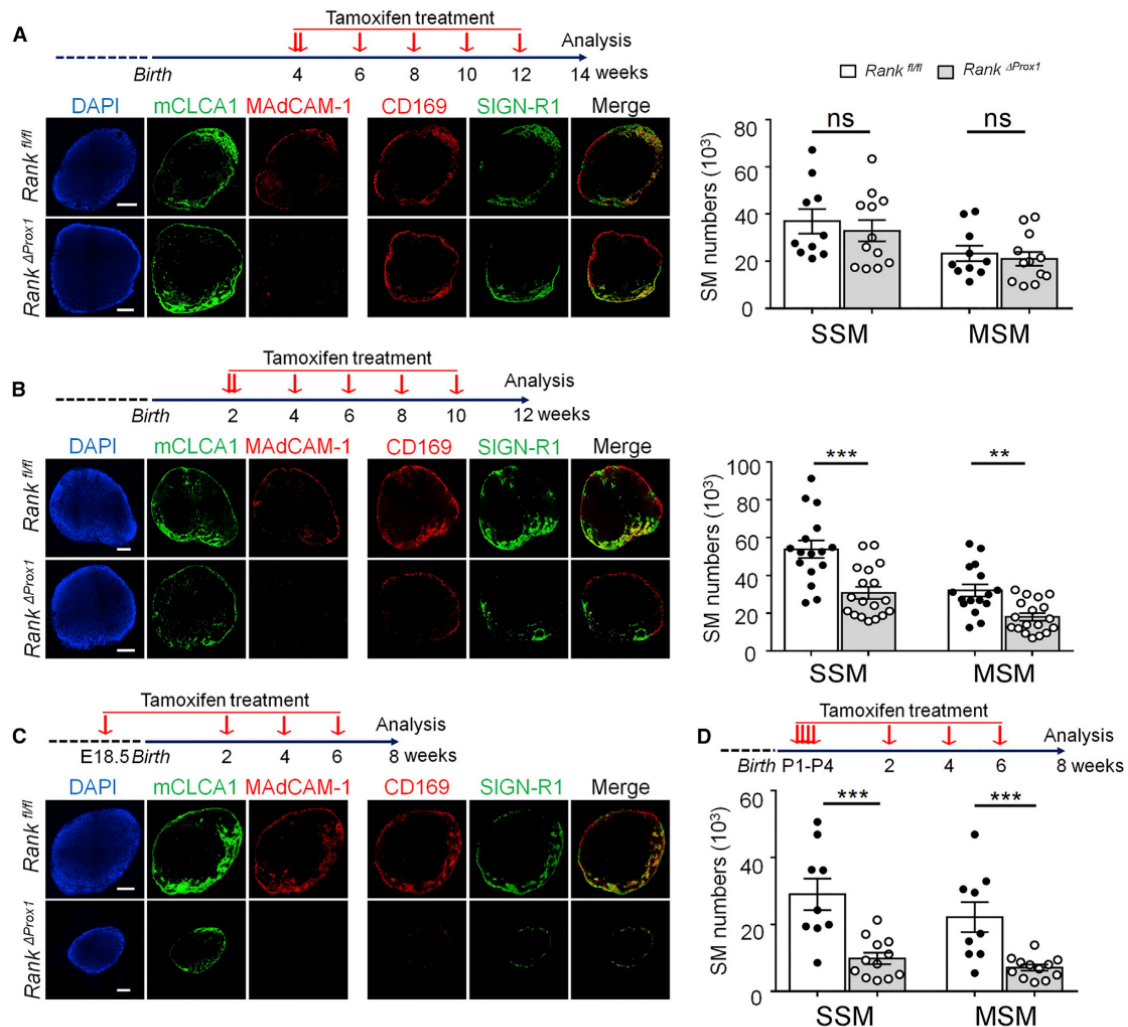 A
Tamoxifen treatment
Analysis
Birth 4 6 8 10 12 14 weeks
DAPI mCLCA1 MAdCAM-1 CD169 SIGN-R1 Merge
Rank fl/fl
Rank ΔProx1
Rank fl/fl Rank ΔProx1
SM numbers (10³)
80
60
40
20
0
ns ns
SSM MSM
B
Tamoxifen treatment
Analysis
Birth 2 4 6 8 10 12 weeks
DAPI mCLCA1 MAdCAM-1 CD169 SIGN-R1 Merge
Rank fl/fl
Rank ΔProx1
SM numbers (10³)
100
80
60
40
20
0
*** **
SSM MSM
C
Tamoxifen treatment
Analysis
E18.5 Birth 2 4 6 8 weeks
DAPI mCLCA1 MAdCAM-1 CD169 SIGN-R1 Merge
Rank fl/fl
Rank ΔProx1
D
Tamoxifen treatment
Analysis
Birth P1-P4 2 4 6 8 weeks
SM numbers (10³)
60
40
20
0
*** ***
SSM MSM